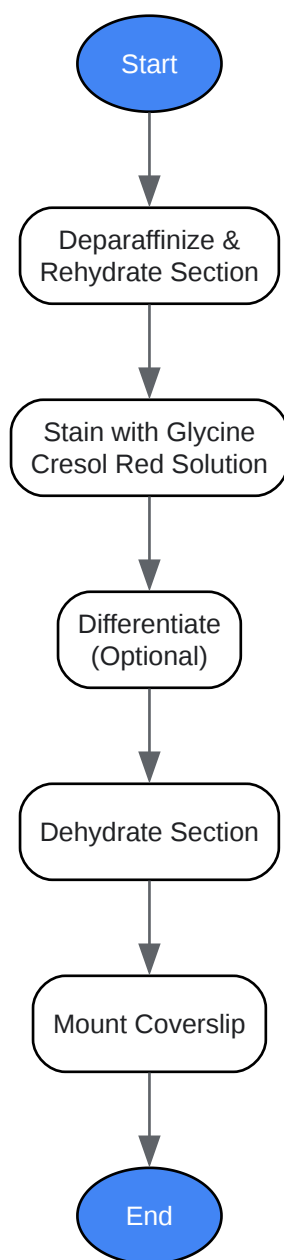 Start
Deparaffinize &
Rehydrate Section
Stain with Glycine
Cresol Red Solution
Differentiate
(Optional)
Dehydrate Section
Mount Coverslip
End